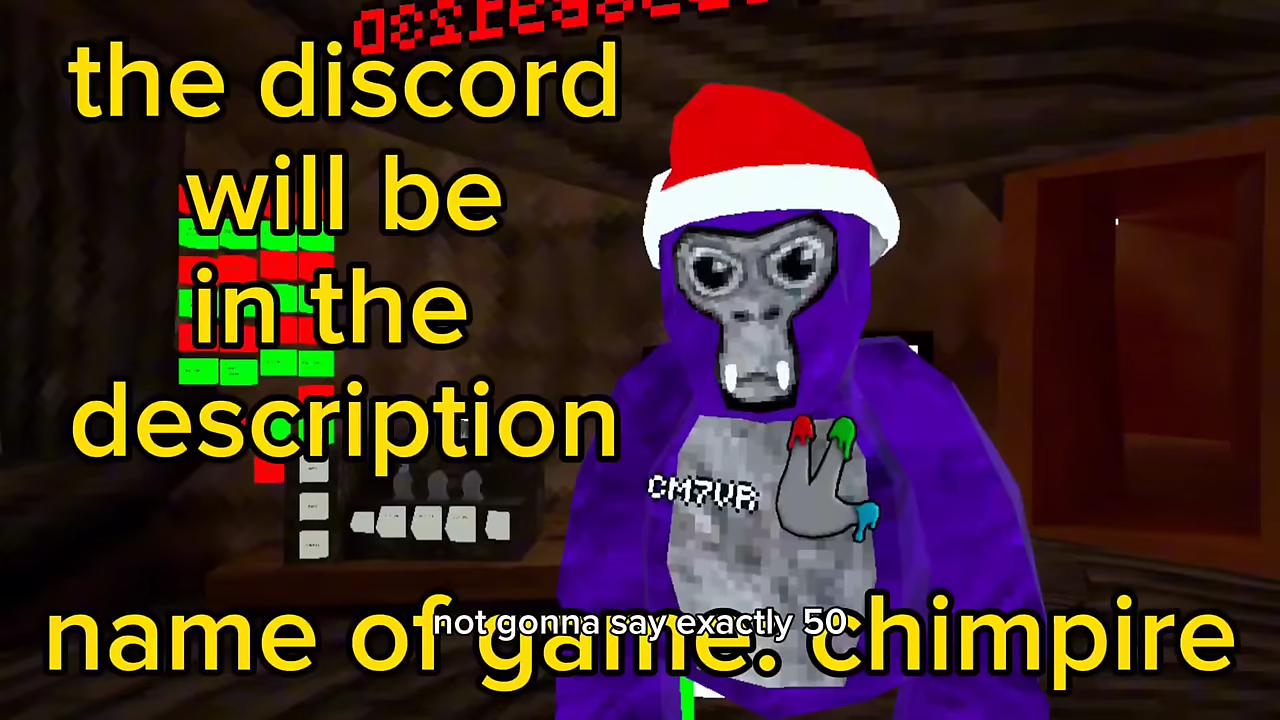 the discord
will be
in the
description
CM7VR
name of game: chimpire
not gonna say exactly 50